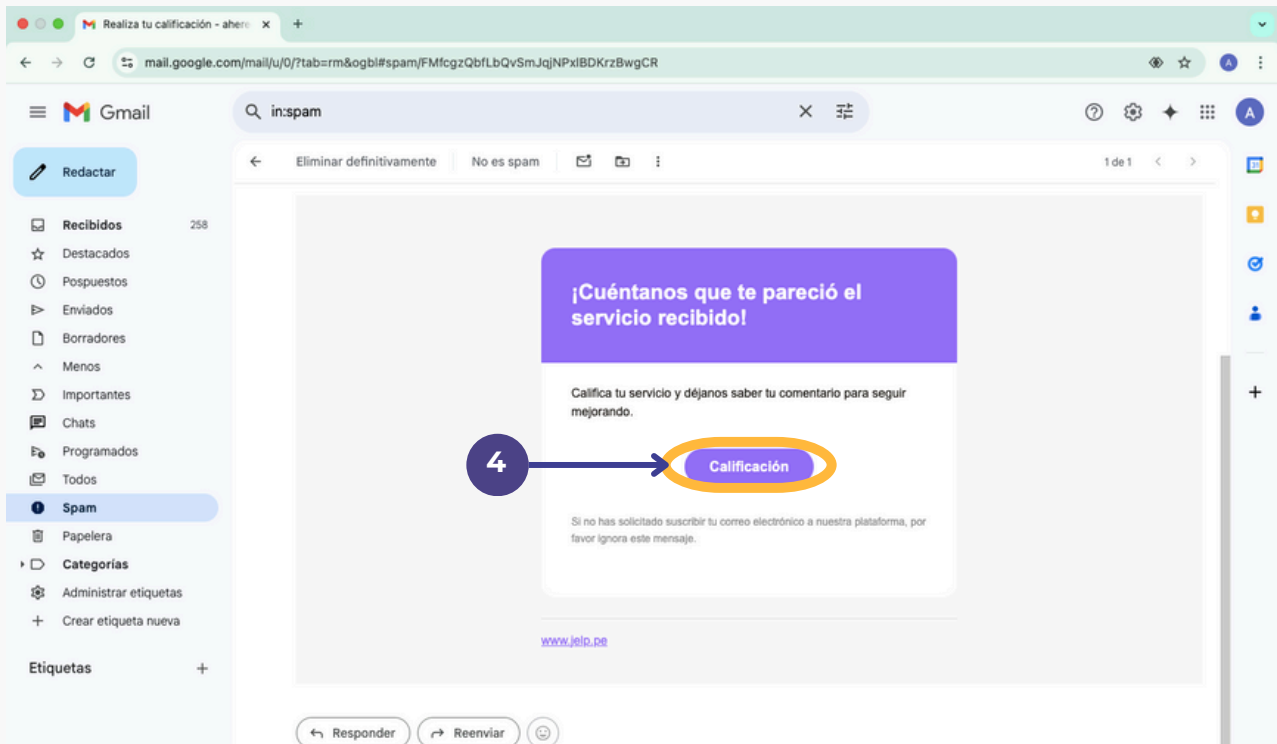 Realiza tu calificación - ahere
mail.google.com/mail/u/0/?tab=rm&ogbl#spam/FMfcgzQbfLbQvSmJqjNPxlBDKrzBwgCR
A
Gmail
in:spam
A
Redactar
Eliminar definitivamente
No es spam
1 de 1
31
Recibidos 258
Destacados
Pospuestos
Enviados
Borradores
Menos
Importantes
Chats
Programados
Todos
Spam
Papelera
Categorías
Administrar etiquetas
Crear etiqueta nueva
Etiquetas
¡Cuéntanos que te pareció el
servicio recibido!
Califica tu servicio y déjanos saber tu comentario para seguir
mejorando.
4
Calificación
Si no has solicitado suscribir tu correo electrónico a nuestra plataforma, por
favor ignora este mensaje.
www.jelp.pe
Responder
Reenviar